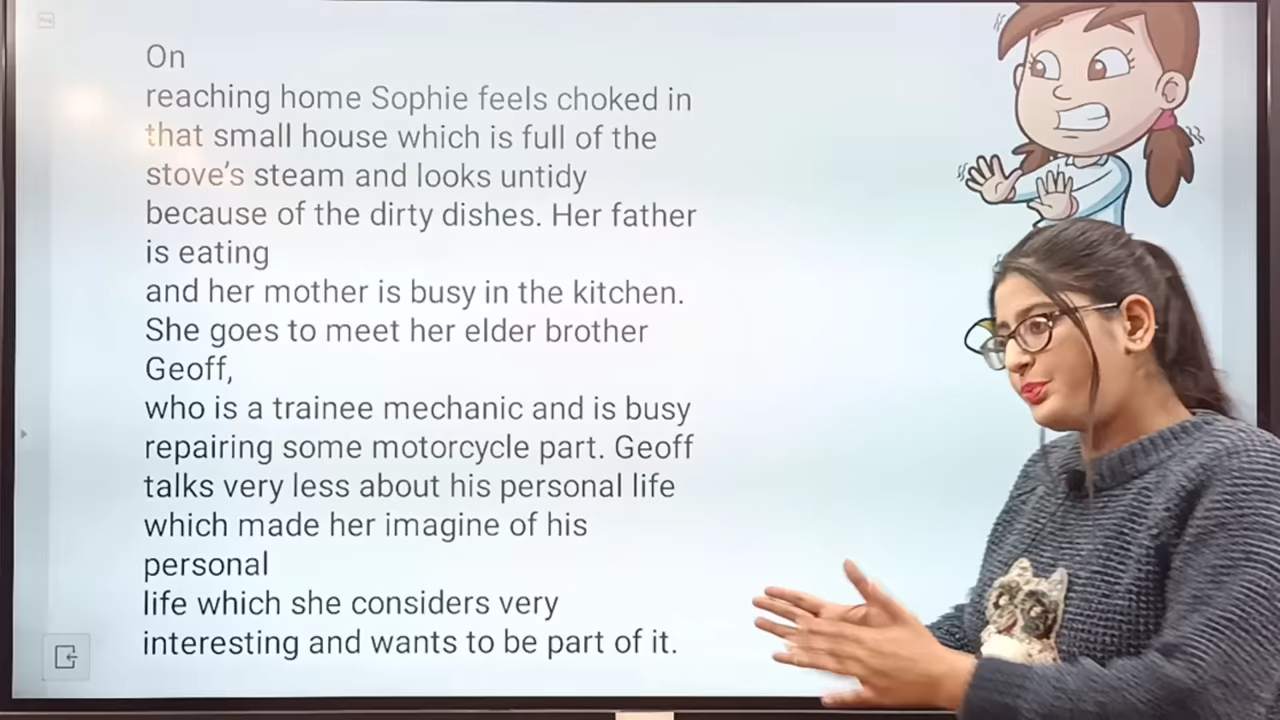 On
reaching home Sophie feels choked in
that small house which is full of the
stove's steam and looks untidy
because of the dirty dishes. Her father
is eating
and her mother is busy in the kitchen.
She goes to meet her elder brother
Geoff,
who is a trainee mechanic and is busy
repairing some motorcycle part. Geoff
talks very less about his personal life
which made her imagine of his
personal
life which she considers very
interesting and wants to be part of it.